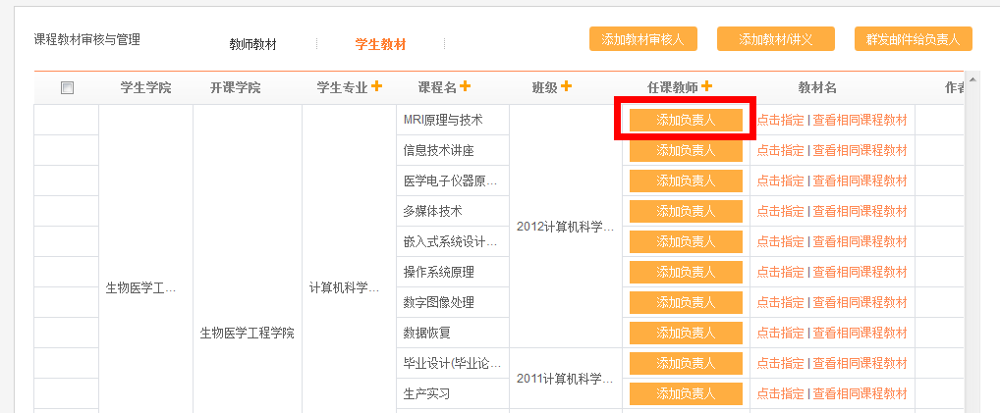 课程教材审核与管理 教师教材 学生教材 添加教材审核人 添加教材/讲义 群发邮件给负责人
学生学院 开课学院 学生专业 课程名 班级 任课教师 教材名 作者
MRI原理与技术 添加负责人 点击指定 | 查看相同课程教材
信息技术讲座 添加负责人 点击指定 | 查看相同课程教材
医学电子仪器原... 添加负责人 点击指定 | 查看相同课程教材
多媒体技术 添加负责人 点击指定 | 查看相同课程教材
2012计算机科学...
嵌入式系统设计... 添加负责人 点击指定 | 查看相同课程教材
操作系统原理 添加负责人 点击指定 | 查看相同课程教材
生物医学工... 计算机科学...
数字图像处理 添加负责人 点击指定 | 查看相同课程教材
生物医学工程学院 数据恢复 添加负责人 点击指定 | 查看相同课程教材
毕业设计(毕业论... 添加负责人 点击指定 | 查看相同课程教材
2011计算机科学...
生产实习 添加负责人 点击指定 | 查看相同课程教材